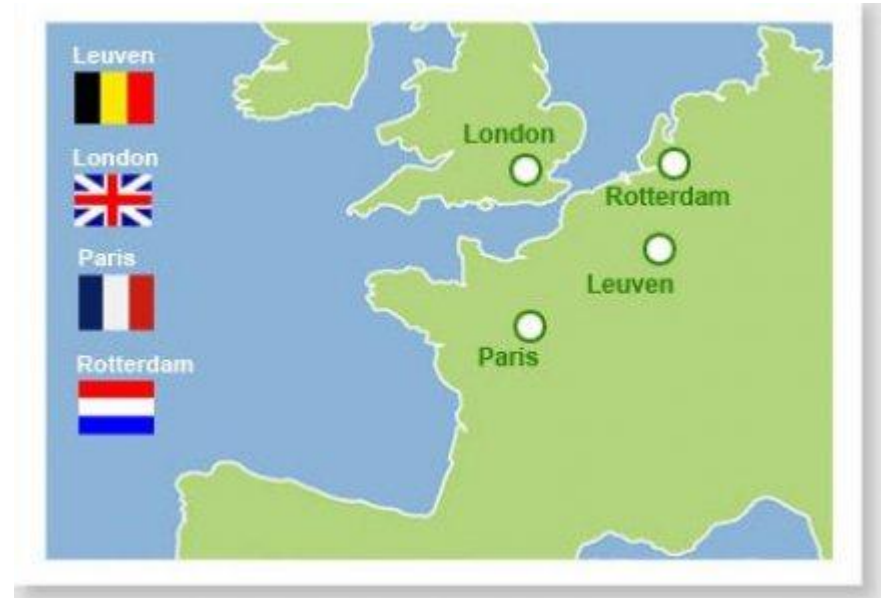 Leuven
London
Paris
Rotterdam
London
Rotterdam
Leuven
Paris